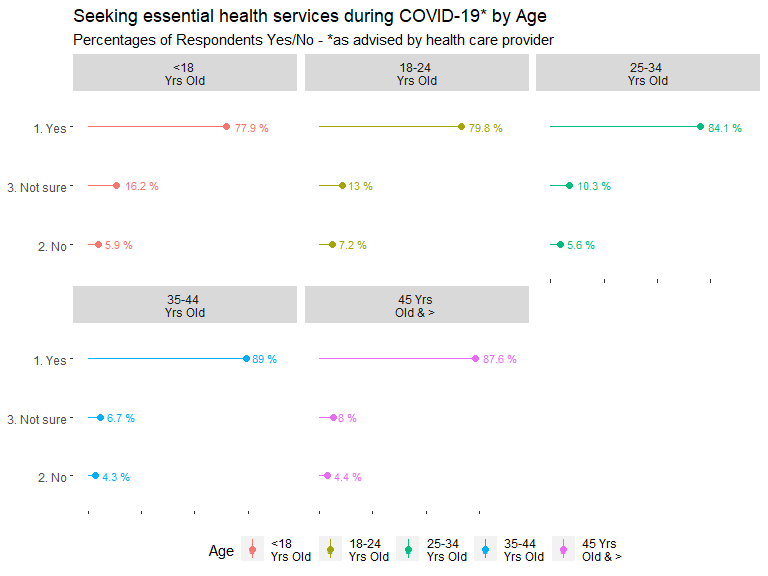 Seeking essential health services during COVID-19* by Age
Percentages of Respondents Yes/No - *as advised by health care provider
<18
Yrs Old
18-24
Yrs Old
25-34
Yrs Old
1. Yes
77.9 %
79.8 %
84.1 %
3. Not sure
16.2 %
13 %
10.3 %
2. No
5.9 %
7.2 %
5.6 %
35-44
Yrs Old
45 Yrs
Old & >
1. Yes
89 %
87.6 %
3. Not sure
6.7 %
8 %
2. No
4.3 %
4.4 %
Age
<18
Yrs Old
18-24
Yrs Old
25-34
Yrs Old
35-44
Yrs Old
45 Yrs
Old & >